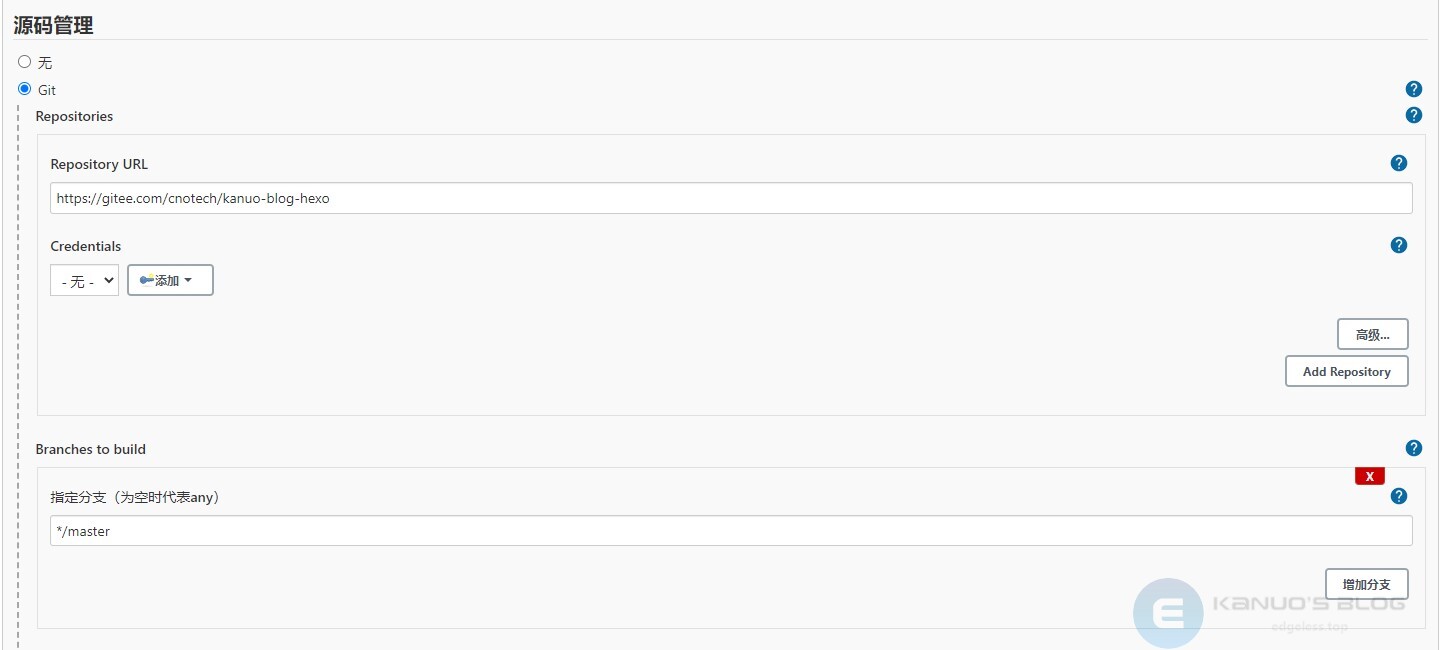 源码管理
无
Git
Repositories
Repository URL
https://gitee.com/cnotech/kanuo-blog-hexo
Credentials
- 无 -
添加
高级...
Add Repository
Branches to build
X
指定分支（为空时代表any）
*/master
增加分支
KANUO'S BLOG
edgeless.top